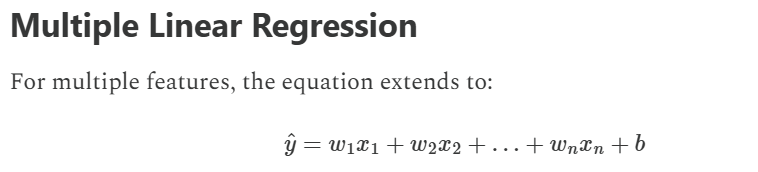 Multiple Linear Regression
For multiple features, the equation extends to:
ŷ = w₁x₁ + w₂x₂ + … + wₙxₙ + b